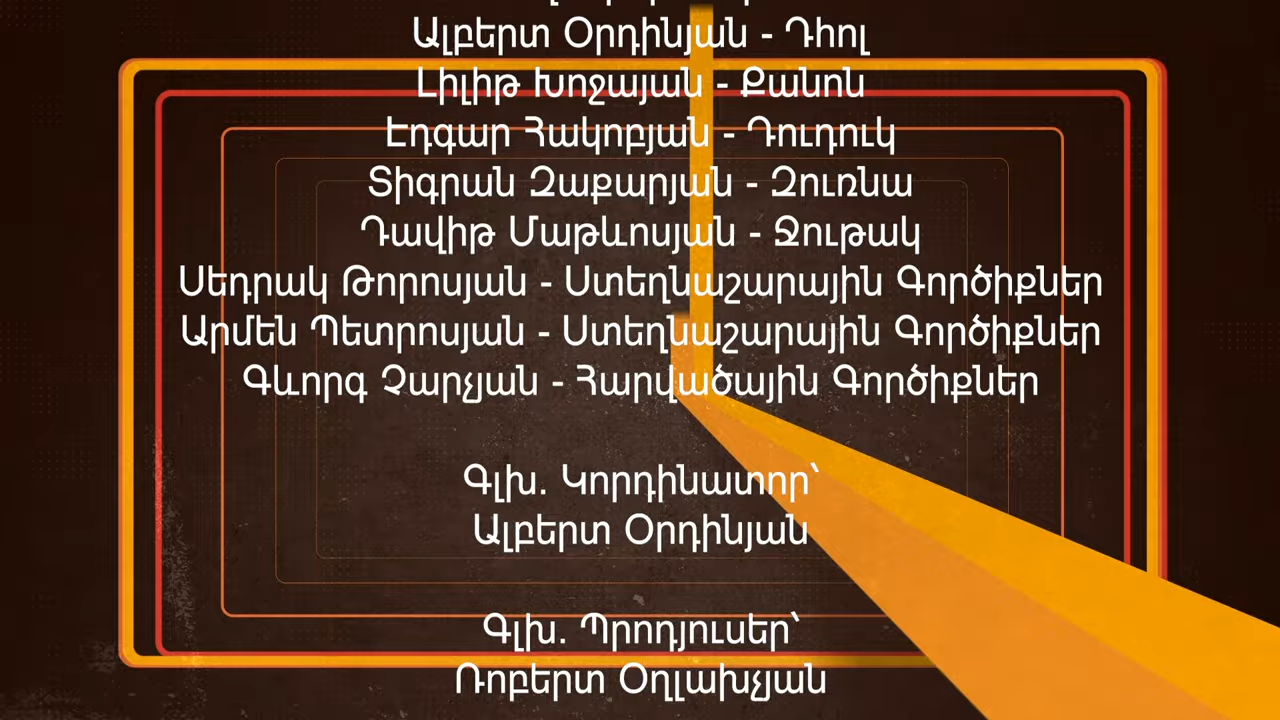 Ալբերտ Օրդինյան - Դհոլ
Լիլիթ Խոջայան - Քանոն
Էդգար Հակոբյան - Դուդուկ
Տիգրան Զաքարյան - Զուռնա
Դավիթ Մաթևոսյան - Ջութակ
Սեդրակ Թորոսյան - Ստեղնաշարային Գործիքներ
Արմեն Պետրոսյան - Ստեղնաշարային Գործիքներ
Գևորգ Չարչյան - Հարվածային Գործիքներ
Գլխ. Կորդինատոր՝
Ալբերտ Օրդինյան
Գլխ. Պրոդյուսեր՝
Ռոբերտ Օղլախչյան